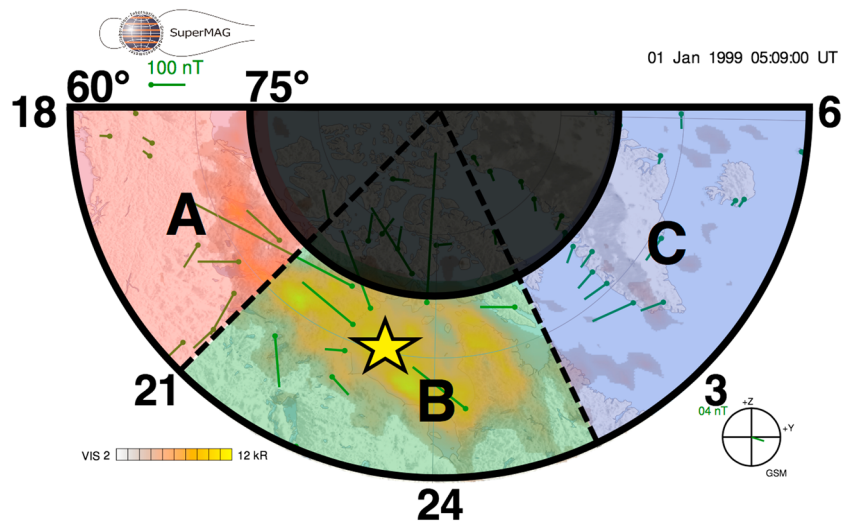 SuperMAG
100 nT
01 Jan 1999 05:09:00 UT
60° 75°
18 6
A
C
B
21 3
24
04 nT
+Z
+Y
GSM
VIS 2 12 kR